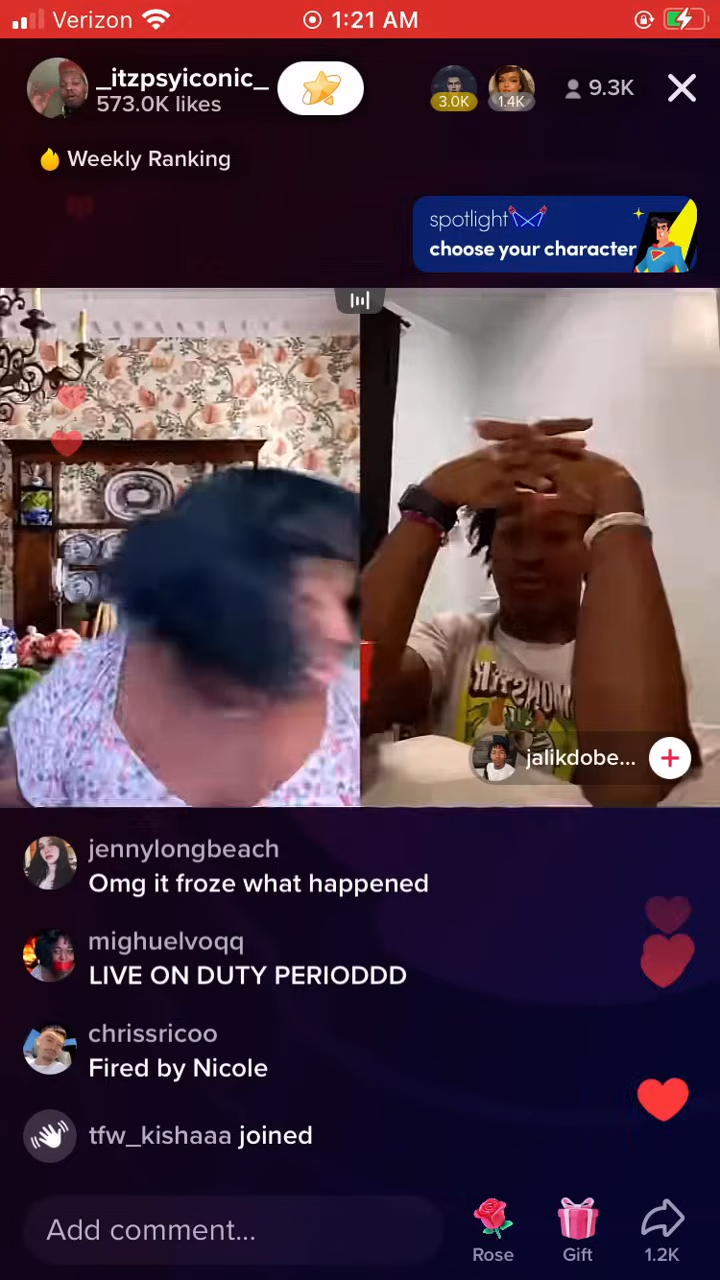 Verizon
1:21 AM
_itzpsyiconic_
573.0K likes
3.0K
1.4K
9.3K
Weekly Ranking
spotlight
choose your character
jalikdobe...
jennylongbeach
Omg it froze what happened
mighuelvoqq
LIVE ON DUTY PERIODDD
chrissricoo
Fired by Nicole
tfw_kishaaa joined
Add comment...
Rose
Gift
1.2K